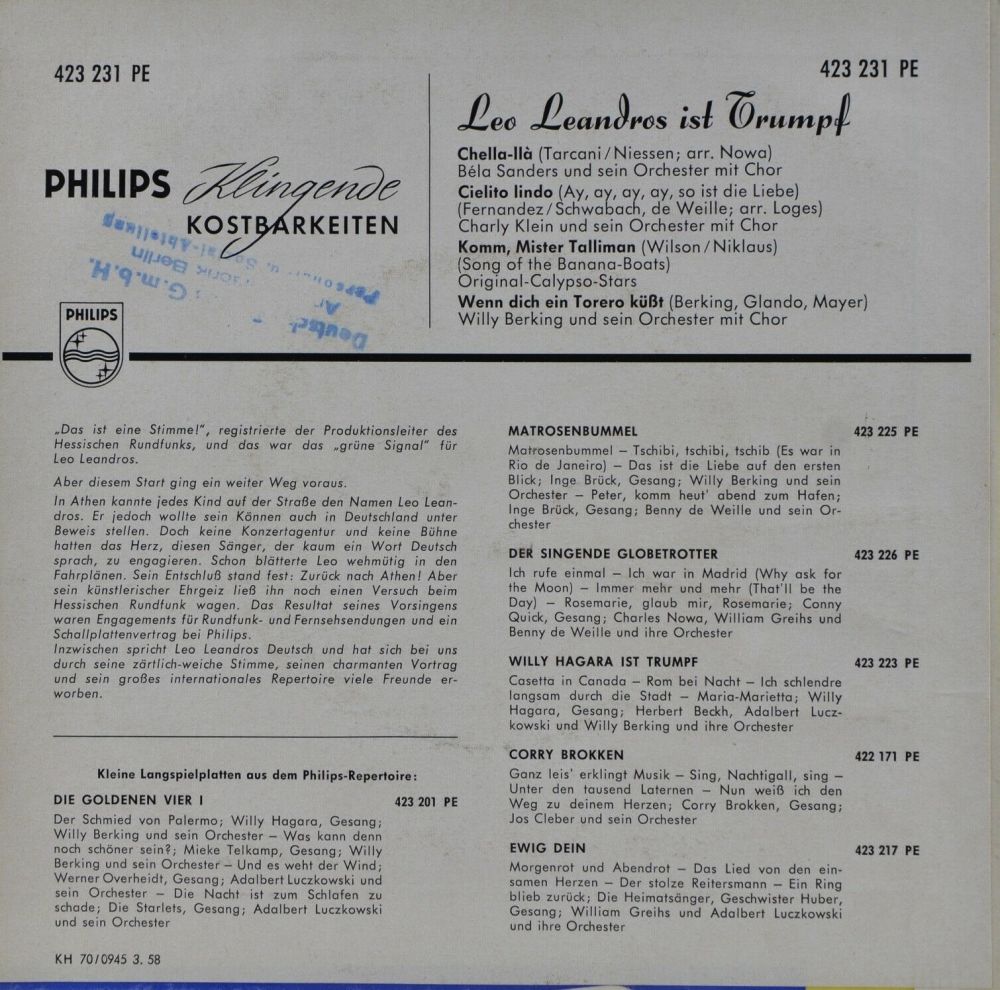 423 231 PE
423 231 PE
PHILIPS Klingende
KOSTBARKEITEN
Leo Leandros ist Trumpf
Chella-llà (Tarcani/Niessen; arr. Nowa)
Béla Sanders und sein Orchester mit Chor
Cielito lindo (Ay, ay, ay, ay, so ist die Liebe)
(Fernandez/Schwabach, de Weille; arr. Loges)
Charly Klein und sein Orchester mit Chor
Komm, Mister Talliman (Wilson/Niklaus)
(Song of the Banana-Boats)
Original-Calypso-Stars
Wenn dich ein Torero küßt (Berking, Glando, Mayer)
Willy Berking und sein Orchester mit Chor
G.m.b.H.
Berlin
PHILIPS
„Das ist eine Stimme!“, registrierte der Produktionsleiter des
Hessischen Rundfunks, und das war das „grüne Signal“ für
Leo Leandros.
Aber diesem Start ging ein weiter Weg voraus.
In Athen kannte jedes Kind auf der Straße den Namen Leo Lean-
dros. Er jedoch wollte sein Können auch in Deutschland unter
Beweis stellen. Doch keine Konzertagentur und keine Bühne
hatten das Herz, diesen Sänger, der kaum ein Wort Deutsch
sprach, zu engagieren. Schon blätterte Leo wehmütig in den
Fahrplänen. Sein Entschluß stand fest: Zurück nach Athen! Aber
sein künstlerischer Ehrgeiz ließ ihn noch einen Versuch beim
Hessischen Rundfunk wagen. Das Resultat seines Vorsingens
waren Engagements für Rundfunk- und Fernsehsendungen und ein
Schallplattenvertrag bei Philips.
Inzwischen spricht Leo Leandros Deutsch und hat sich bei uns
durch seine zärtlich-weiche Stimme, seinen charmanten Vortrag
und sein großes internationales Repertoire viele Freunde er-
worben.
Kleine Langspielplatten aus dem Philips-Repertoire:
DIE GOLDENEN VIER I 423 201 PE
Der Schmied von Palermo; Willy Hagara, Gesang;
Willy Berking und sein Orchester – Was kann denn
noch schöner sein?; Mieke Telkamp, Gesang; Willy
Berking und sein Orchester – Und es weht der Wind;
Werner Overheidt, Gesang; Adalbert Luczkowski und
sein Orchester – Die Nacht ist zum Schlafen zu
schade; Die Starlets, Gesang; Adalbert Luczkowski
und sein Orchester
KH 70/0945 3. 58
MATROSENBUMMEL 423 225 PE
Matrosenbummel – Tschibi, tschibi, tschib (Es war in
Rio de Janeiro) – Das ist die Liebe auf den ersten
Blick; Inge Brück, Gesang; Willy Berking und sein
Orchester – Peter, komm heut' abend zum Hafen;
Inge Brück, Gesang; Benny de Weille und sein Or-
chester
DER SINGENDE GLOBETROTTER 423 226 PE
Ich rufe einmal – Ich war in Madrid (Why ask for
the Moon) – Immer mehr und mehr (That'll be the
Day) – Rosemarie, glaub mir, Rosemarie; Conny
Quick, Gesang; Charles Nowa, William Greihs und
Benny de Weille und ihre Orchester
WILLY HAGARA IST TRUMPF 423 223 PE
Casetta in Canada – Rom bei Nacht – Ich schlendre
langsam durch die Stadt – Maria-Marietta; Willy
Hagara, Gesang; Herbert Beckh, Adalbert Lucz-
kowski und Willy Berking und ihre Orchester
CORRY BROKKEN 422 171 PE
Ganz leis' erklingt Musik – Sing, Nachtigall, sing –
Unter den tausend Laternen – Nun weiß ich den
Weg zu deinem Herzen; Corry Brokken, Gesang;
Jos Cleber und sein Orchester
EWIG DEIN 423 217 PE
Morgenrot und Abendrot – Das Lied von den ein-
samen Herzen – Der stolze Reitersmann – Ein Ring
blieb zurück; Die Heimatsänger, Geschwister Huber,
Gesang; William Greihs und Adalbert Luczkowski
und ihre Orchester